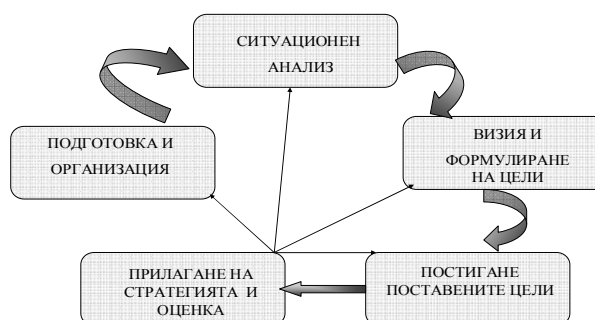 СИТУАЦИОНЕН
АНАЛИЗ
ПОДГОТОВКА И
ОРГАНИЗАЦИЯ
ВИЗИЯ И
ФОРМУЛИРАНЕ
НА ЦЕЛИ
ПРИЛАГАНЕ НА
СТРАТЕГИЯТА И
ОЦЕНКА
ПОСТИГАНЕ
ПОСТАВЕНИТЕ ЦЕЛИ